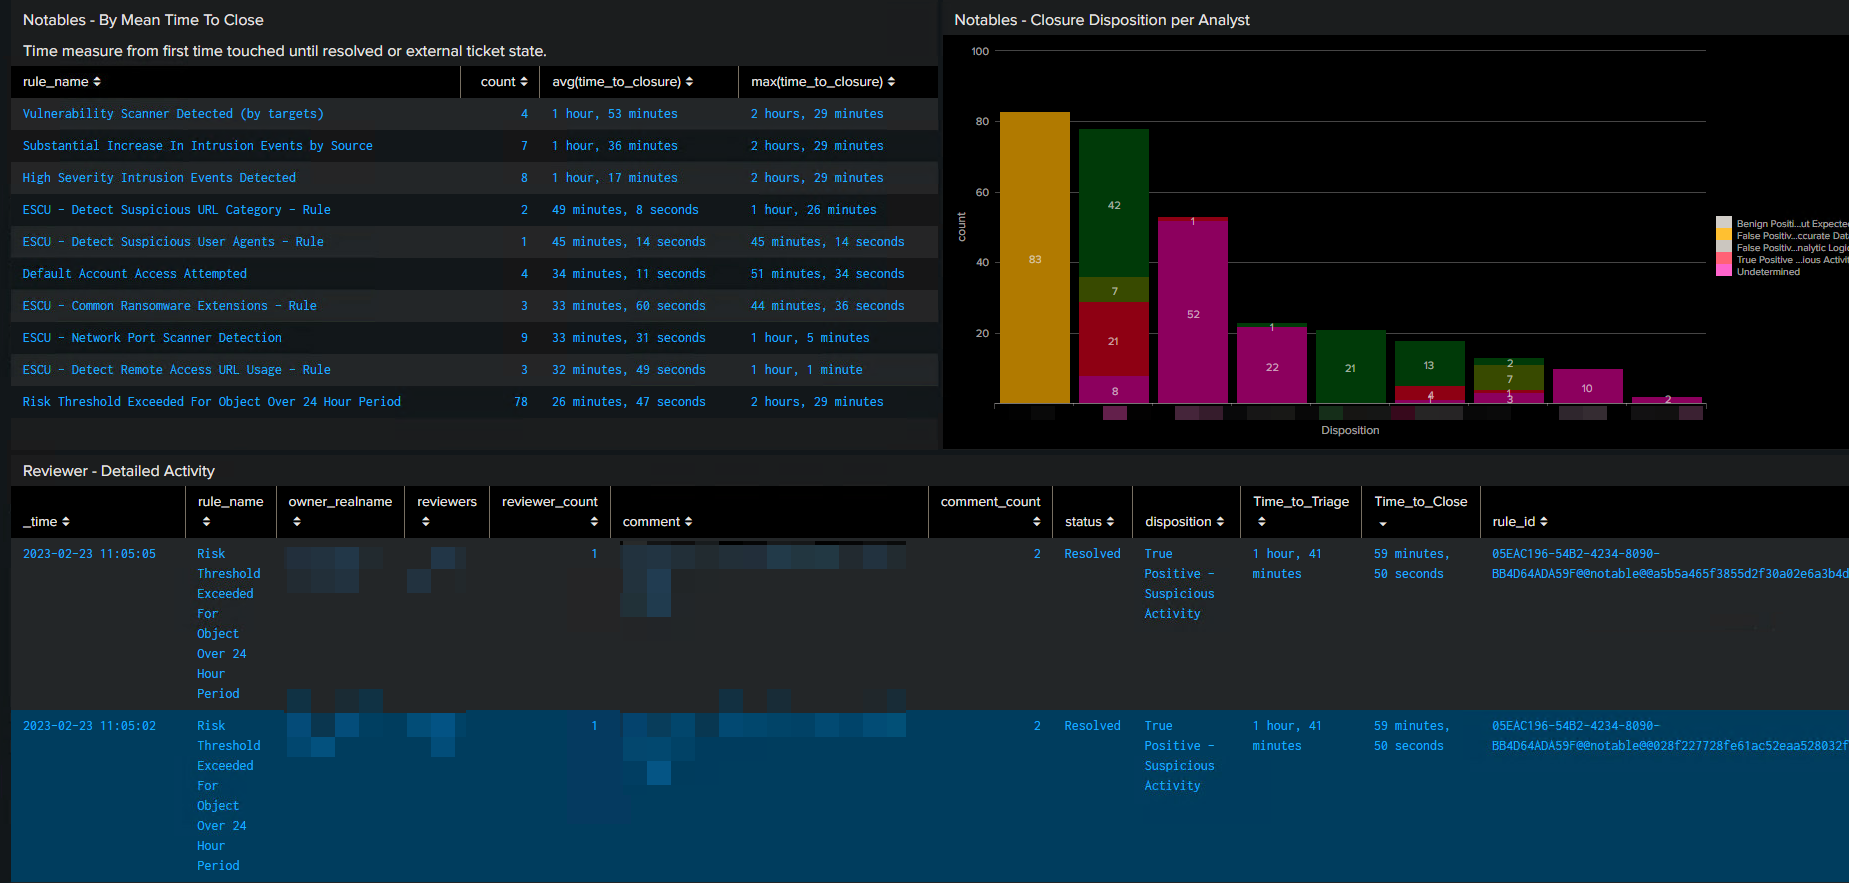 Notables - By Mean Time To Close
Time measure from first time touched until resolved or external ticket state.
rule_name count avg(time_to_closure) max(time_to_closure)
Vulnerability Scanner Detected (by targets) 4 1 hour, 53 minutes 2 hours, 29 minutes
Substantial Increase In Intrusion Events by Source 7 1 hour, 36 minutes 2 hours, 29 minutes
High Severity Intrusion Events Detected 8 1 hour, 17 minutes 2 hours, 29 minutes
ESCU - Detect Suspicious URL Category - Rule 2 49 minutes, 8 seconds 1 hour, 26 minutes
ESCU - Detect Suspicious User Agents - Rule 1 45 minutes, 14 seconds 45 minutes, 14 seconds
Default Account Access Attempted 4 34 minutes, 11 seconds 51 minutes, 34 seconds
ESCU - Common Ransomware Extensions - Rule 3 33 minutes, 60 seconds 44 minutes, 36 seconds
ESCU - Network Port Scanner Detection 9 33 minutes, 31 seconds 1 hour, 5 minutes
ESCU - Detect Remote Access URL Usage - Rule 3 32 minutes, 49 seconds 1 hour, 1 minute
Risk Threshold Exceeded For Object Over 24 Hour Period 78 26 minutes, 47 seconds 2 hours, 29 minutes
Notables - Closure Disposition per Analyst
count
100
80
60
40
20
83
42
7
21
8
1
52
1
22
21
13
4
1
2
7
1
3
10
2
Disposition
Benign Positi...ut Expected
False Positiv...ccurate Dat
False Positiv...nalytic Logi
True Positive ...ious Activit
Undetermined
Reviewer - Detailed Activity
_time rule_name owner_realname reviewers reviewer_count comment comment_count status disposition Time_to_Triage Time_to_Close rule_id
2023-02-23 11:05:05 Risk 1 2 Resolved True 1 hour, 41 59 minutes, 05EAC196-54B2-4234-8090-
Threshold Positive - minutes 50 seconds BB4D64ADA59F@@notable@@a5b5a465f3855d2f30a02e6a3b4d
Exceeded Suspicious
For Activity
Object
Over 24
Hour
Period
2023-02-23 11:05:02 Risk 1 2 Resolved True 1 hour, 41 59 minutes, 05EAC196-54B2-4234-8090-
Threshold Positive - minutes 50 seconds BB4D64ADA59F@@notable@@028f227728fe61ac52eaa528032f
Exceeded Suspicious
For Activity
Object
Over 24
Hour
Period